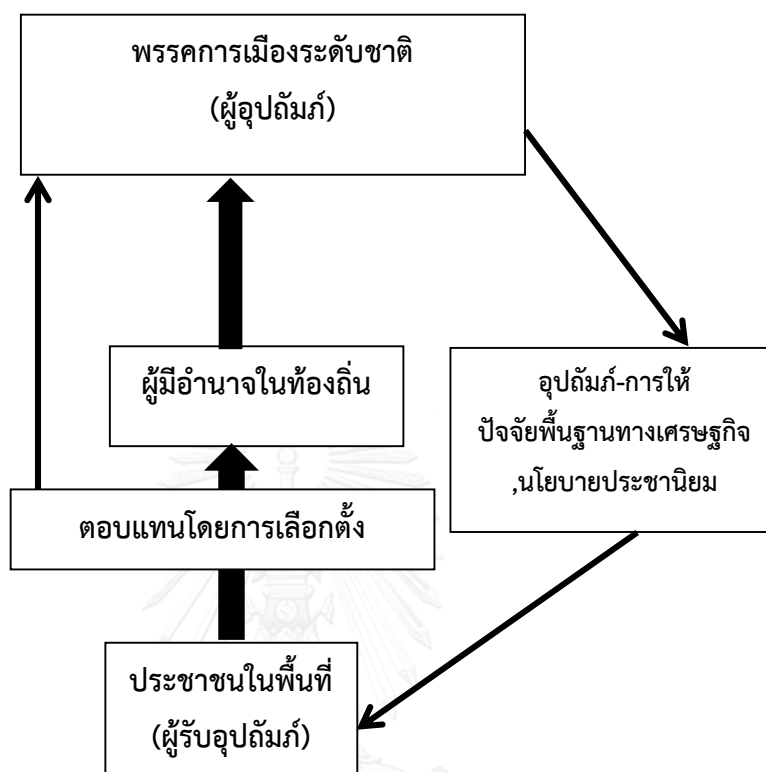 พรรคการเมืองระดับชาติ
(ผู้อุปถัมภ์)
ผู้มีอำนาจในท้องถิ่น
อุปถัมภ์-การให้
ปัจจัยพื้นฐานทางเศรษฐกิจ
,นโยบายประชานิยม
ตอบแทนโดยการเลือกตั้ง
ประชาชนในพื้นที่
(ผู้รับอุปถัมภ์)